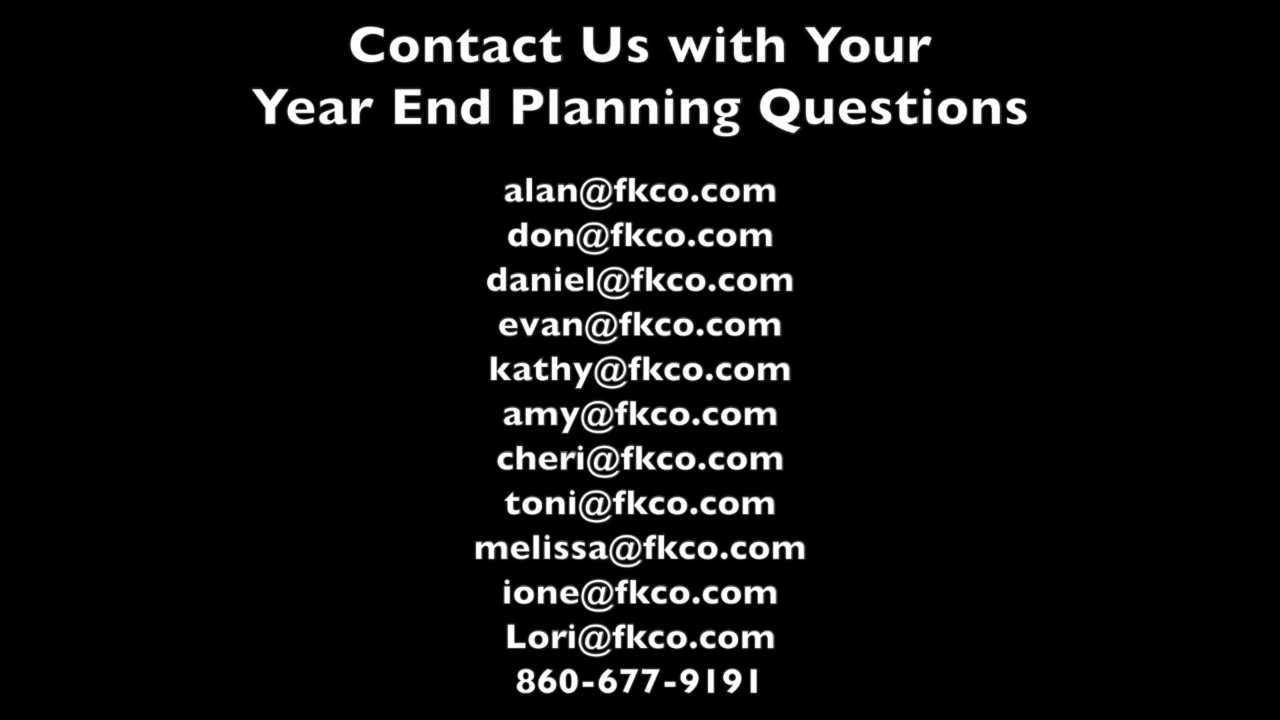 Contact Us with Your
Year End Planning Questions
alan@fkco.com
don@fkco.com
daniel@fkco.com
evan@fkco.com
kathy@fkco.com
amy@fkco.com
cheri@fkco.com
toni@fkco.com
melissa@fkco.com
ione@fkco.com
Lori@fkco.com
860-677-9191